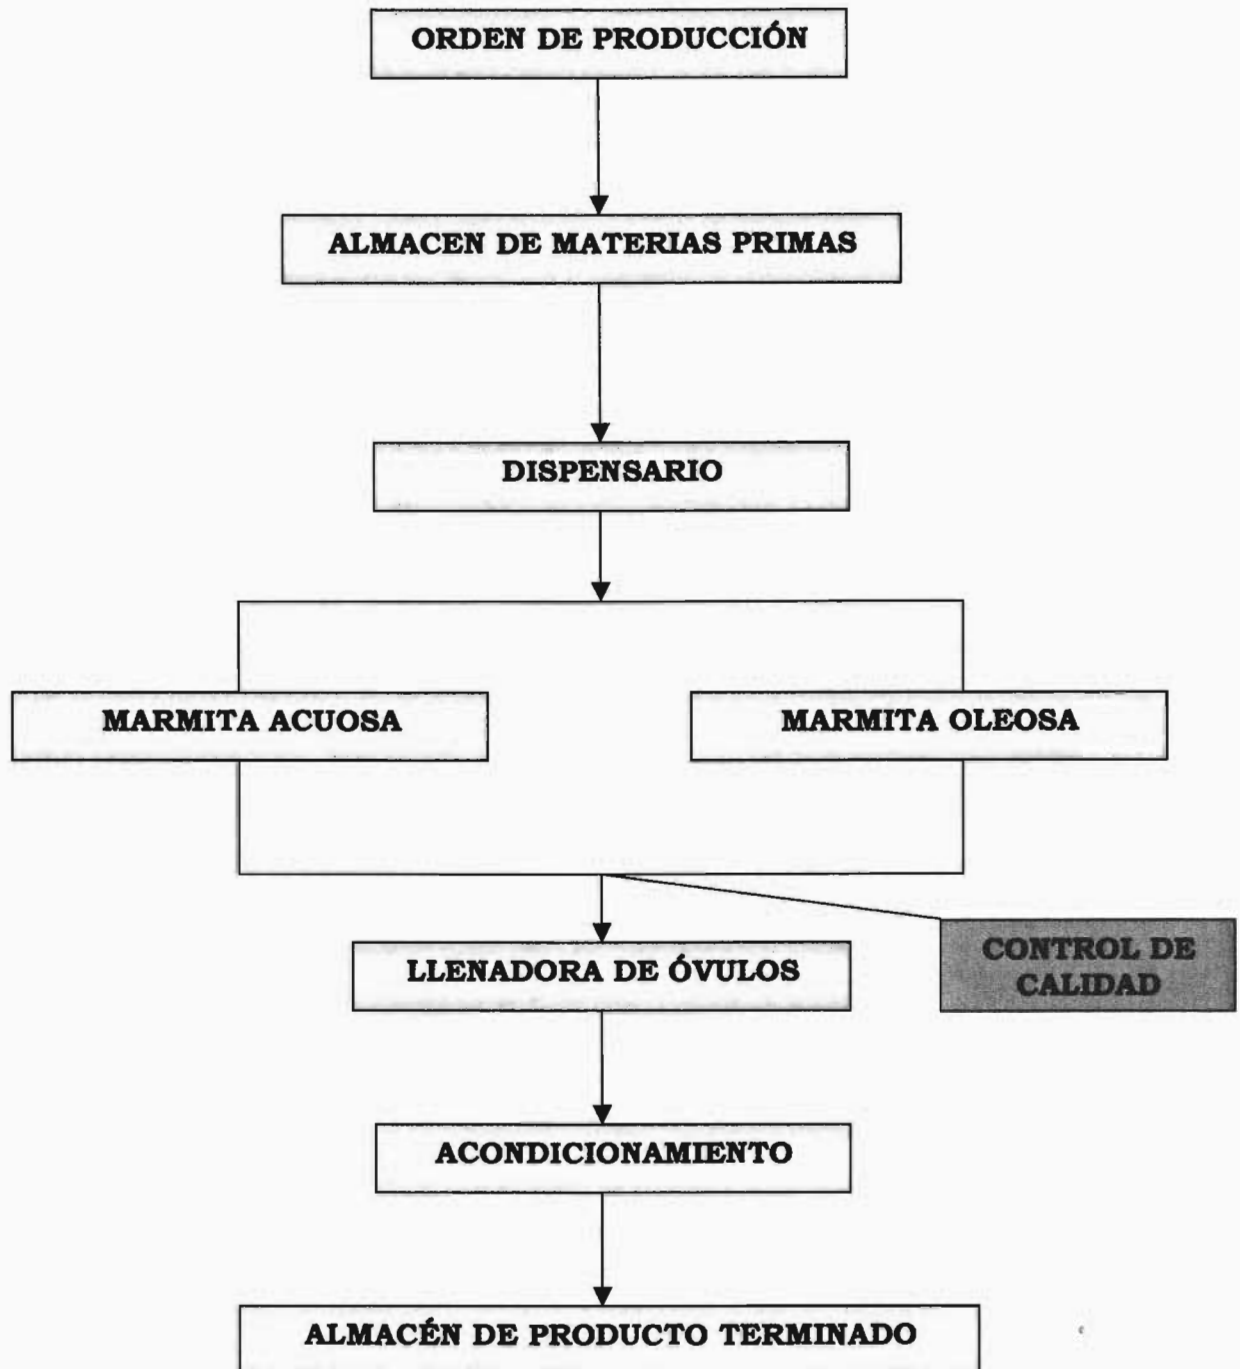 ORDEN DE PRODUCCIÓN
ALMACEN DE MATERIAS PRIMAS
DISPENSARIO
MARMITA ACUOSA
MARMITA OLEOSA
CONTROL DE
CALIDAD
LLENADORA DE ÓVULOS
ACONDICIONAMIENTO
ALMACÉN DE PRODUCTO TERMINADO